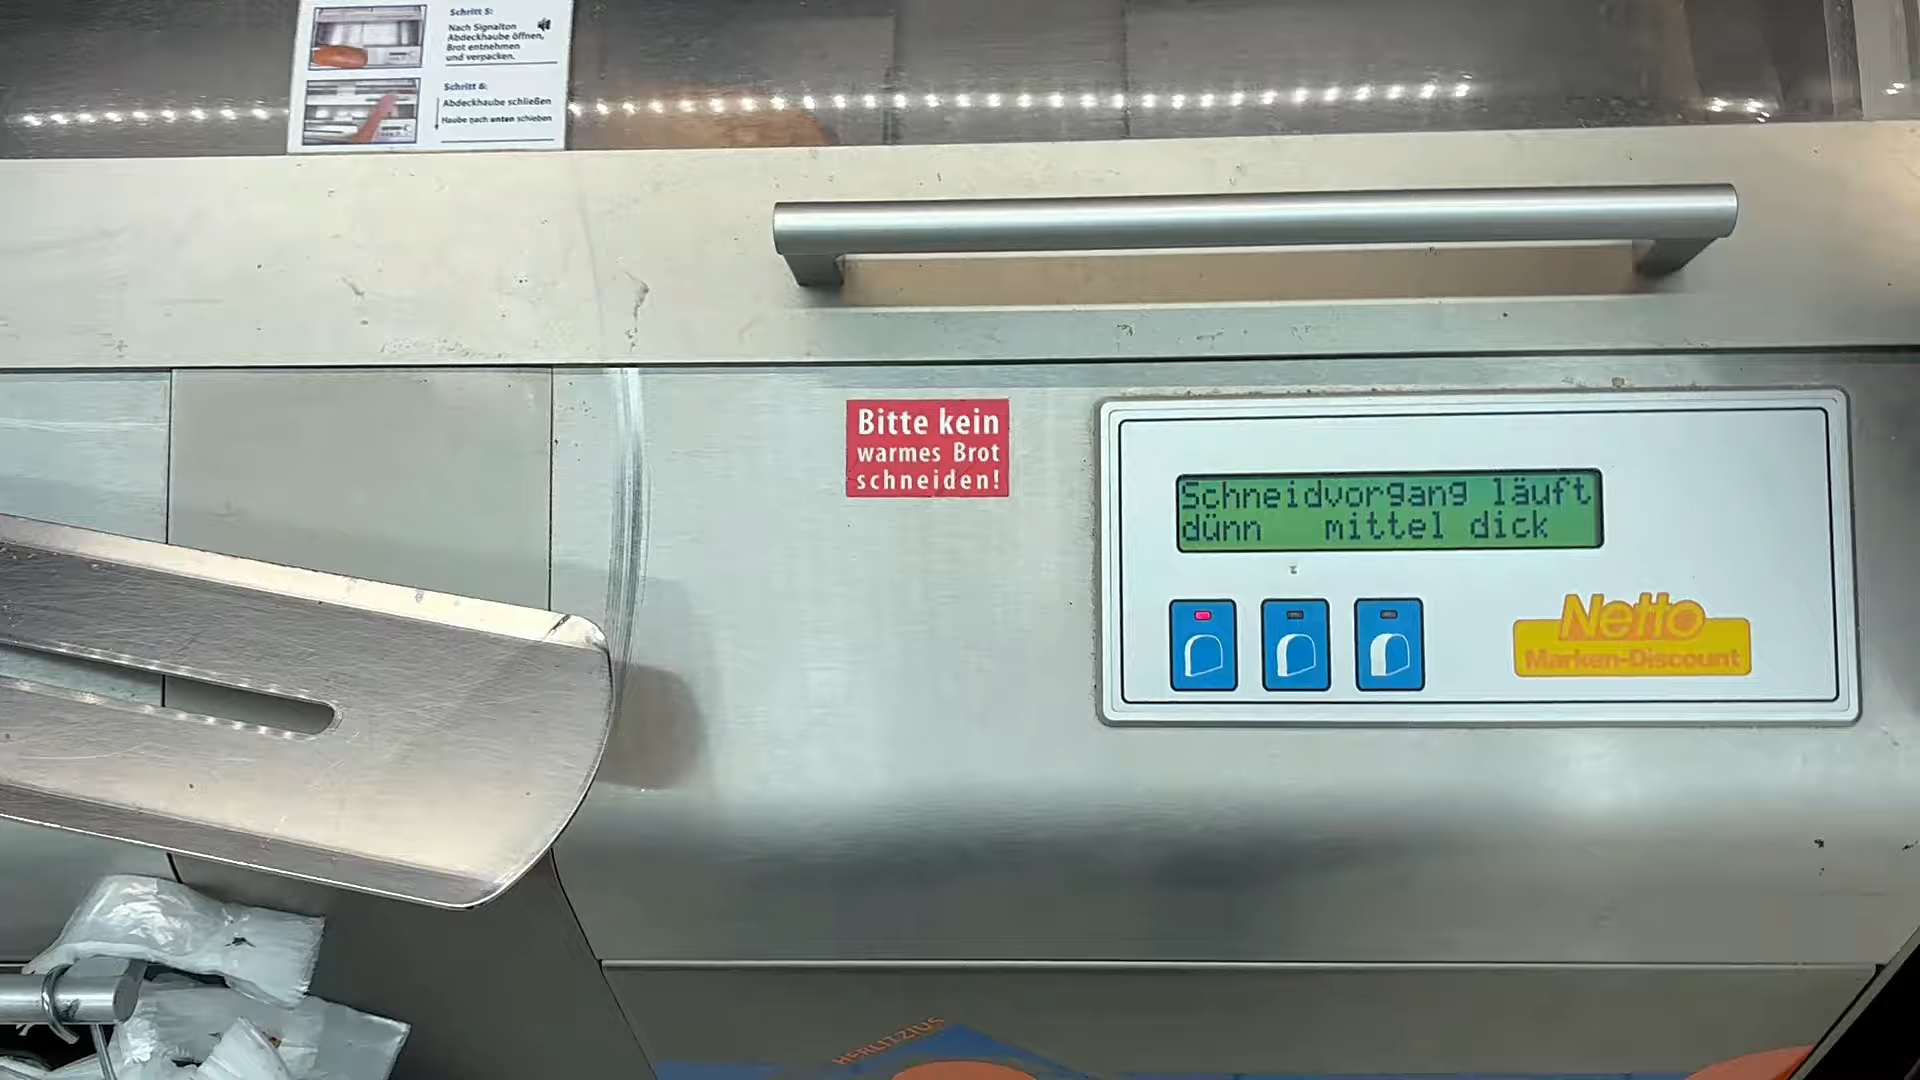 Schritt 5:
Nach Signalton
Abdeckhaube öffnen,
Brot entnehmen
und verpacken.
Schritt 6:
Abdeckhaube schließen
Haube nach unten schieben
Bitte kein
warmes Brot
schneiden!
Schneidvorgang läuft
dünn mittel dick
Netto
Marken-Discount
HERLITZIUS